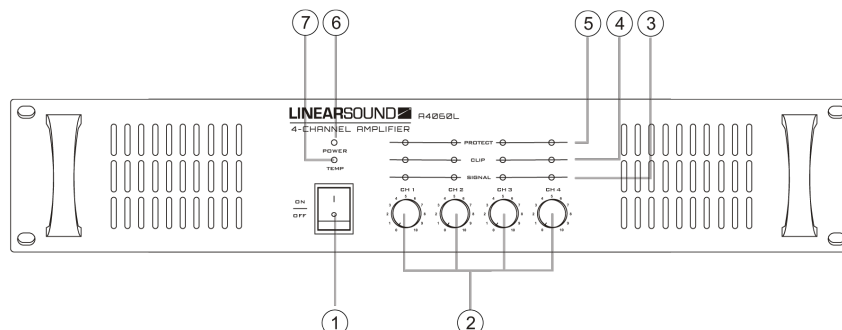 7 6 5 4 3
LINEARSOUND A4060L
4-CHANNEL AMPLIFIER
POWER
TEMP
PROTECT
CLIP
SIGNAL
ON
OFF
I
CH 1 CH 2 CH 3 CH 4
1 2